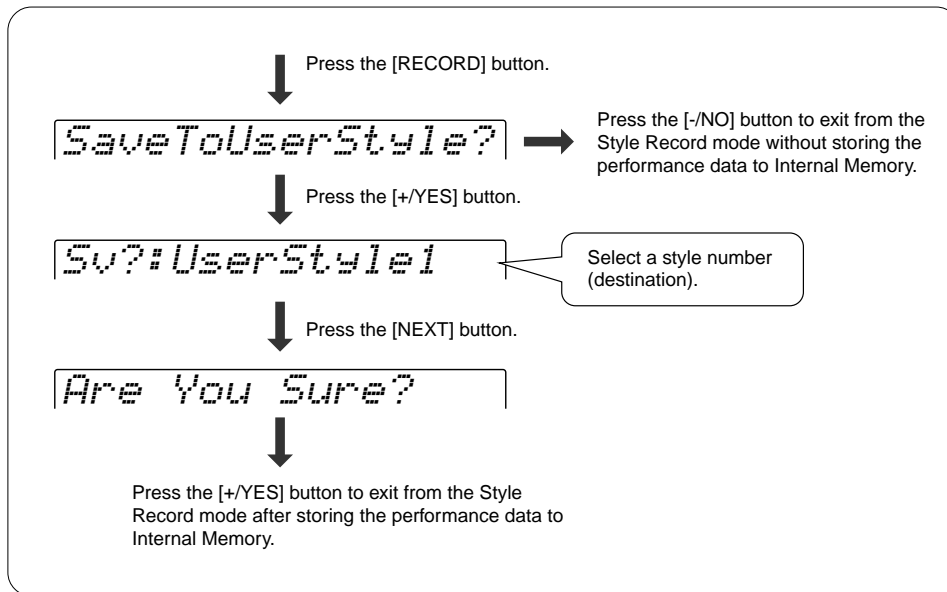 Press the [RECORD] button.
SaveToUserStyle?
Press the [-/NO] button to exit from the
Style Record mode without storing the
performance data to Internal Memory.
Press the [+/YES] button.
Sv?:UserStyle1
Select a style number
(destination).
Press the [NEXT] button.
Are You Sure?
Press the [+/YES] button to exit from the Style
Record mode after storing the performance data to
Internal Memory.